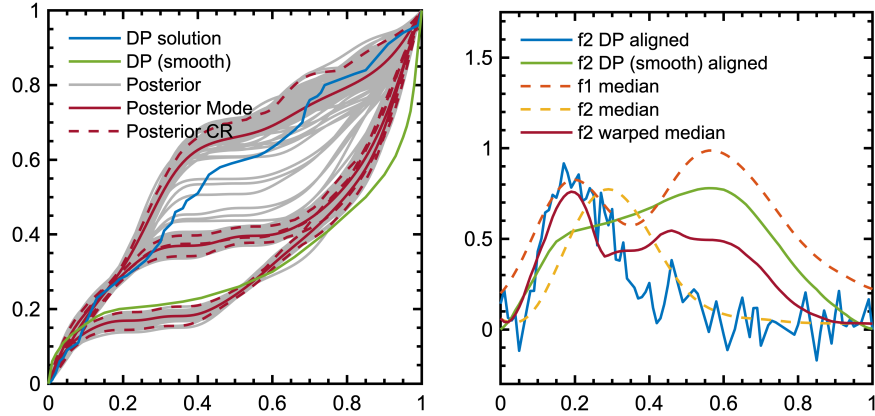 1
0.8
0.6
0.4
0.2
0
0 0.2 0.4 0.6 0.8 1
DP solution
DP (smooth)
Posterior
Posterior Mode
Posterior CR
1.5
1
0.5
0
0 0.2 0.4 0.6 0.8 1
f2 DP aligned
f2 DP (smooth) aligned
f1 median
f2 median
f2 warped median